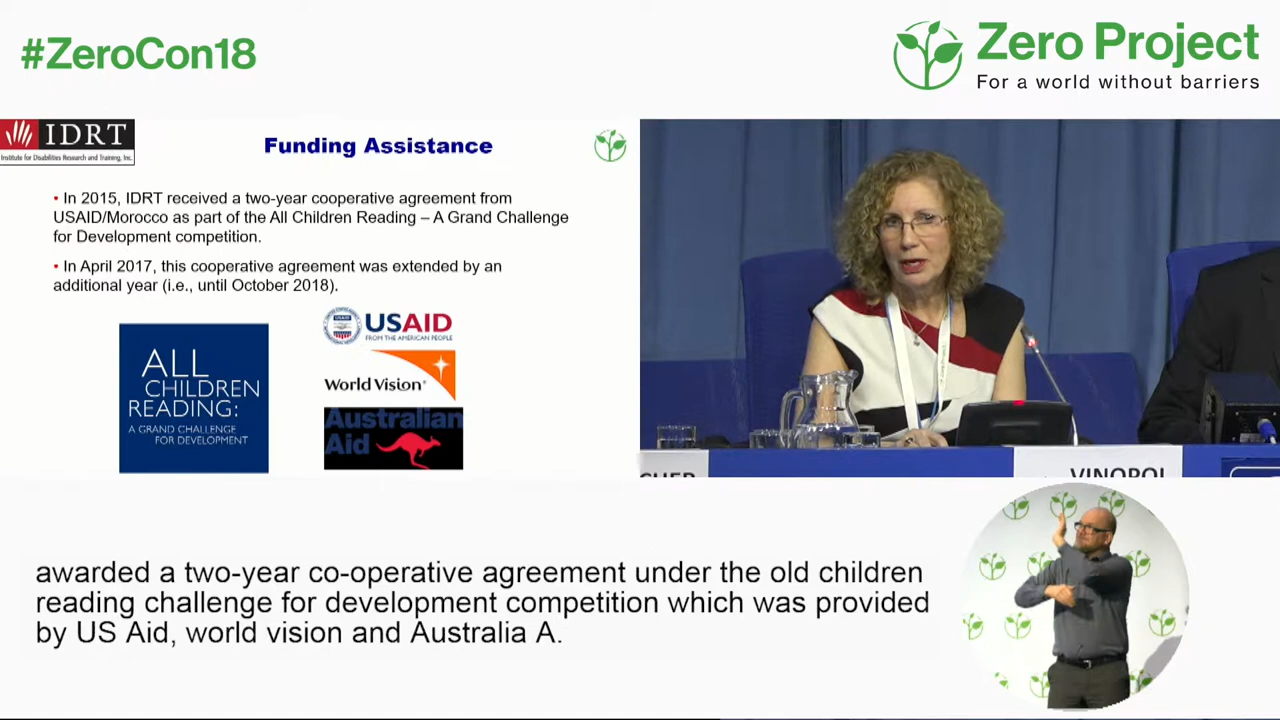 #ZeroCon18
Zero Project
For a world without barriers
IDRT
Institute for Disabilities Research and Training, Inc.
Funding Assistance
• In 2015, IDRT received a two-year cooperative agreement from
USAID/Morocco as part of the All Children Reading – A Grand Challenge
for Development competition.
• In April 2017, this cooperative agreement was extended by an
additional year (i.e., until October 2018).
ALL
CHILDREN
READING:
A GRAND CHALLENGE
FOR DEVELOPMENT
USAID
FROM THE AMERICAN PEOPLE
World Vision®
Australian
Aid
VINOPOL
awarded a two-year co-operative agreement under the old children
reading challenge for development competition which was provided
by US Aid, world vision and Australia A.